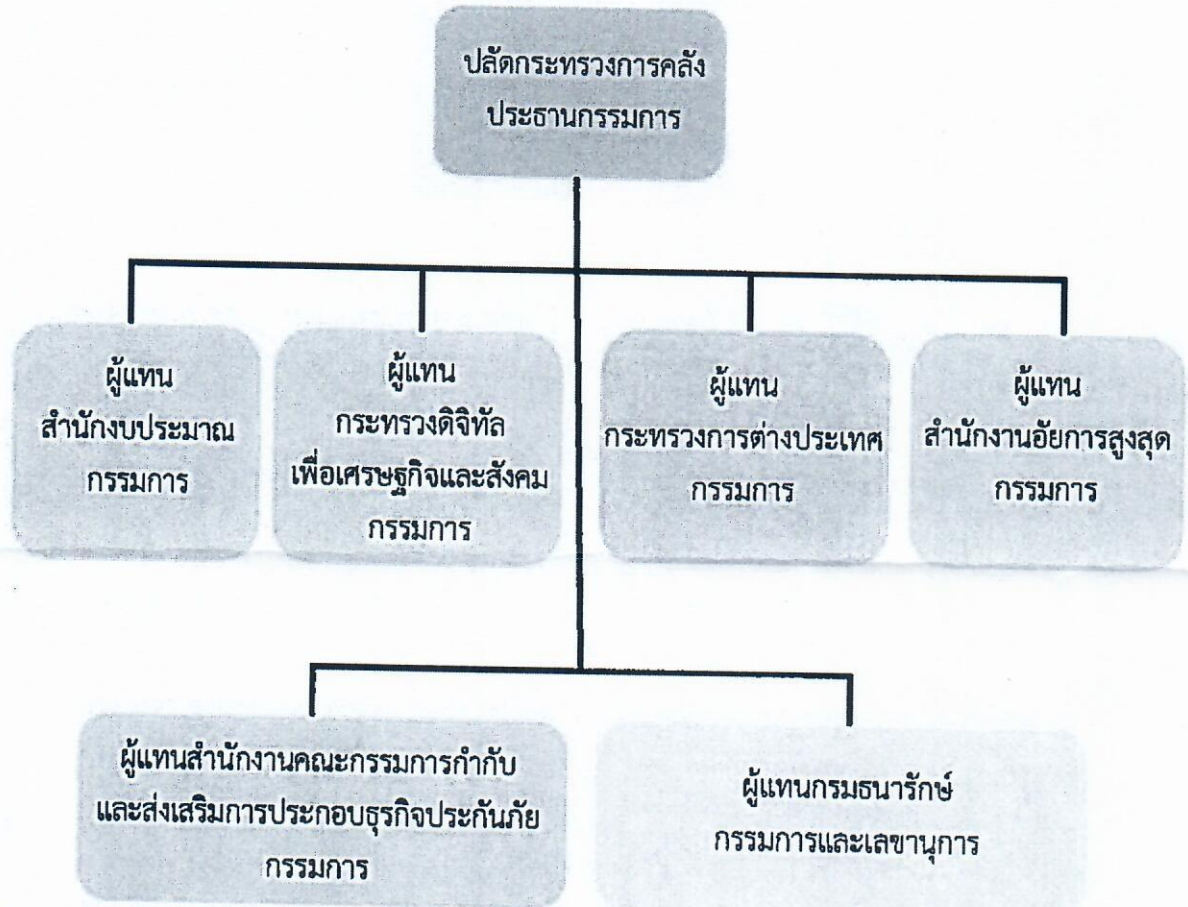 ปลัดกระทรวงการคลัง
ประธานกรรมการ
ผู้แทน
สำนักงบประมาณ
กรรมการ
ผู้แทน
กระทรวงดิจิทัล
เพื่อเศรษฐกิจและสังคม
กรรมการ
ผู้แทน
กระทรวงการต่างประเทศ
กรรมการ
ผู้แทน
สำนักงานอัยการสูงสุด
กรรมการ
ผู้แทนสำนักงานคณะกรรมการกำกับ
และส่งเสริมการประกอบธุรกิจประกันภัย
กรรมการ
ผู้แทนกรมธนารักษ์
กรรมการและเลขานุการ